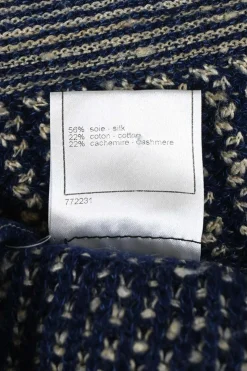 56% soie - silk
22% coton - cotton
22% cachemire - cashmere
772231